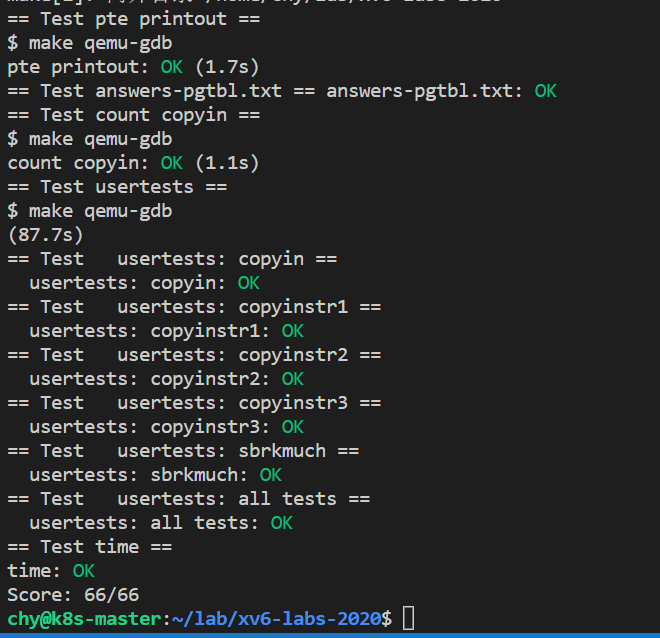 == Test pte printout ==
$ make qemu-gdb
pte printout: OK (1.7s)
== Test answers-pgtbl.txt == answers-pgtbl.txt: OK
== Test count copyin ==
$ make qemu-gdb
count copyin: OK (1.1s)
== Test usertests ==
$ make qemu-gdb
(87.7s)
== Test   usertests: copyin ==
  usertests: copyin: OK
== Test   usertests: copyinstr1 ==
  usertests: copyinstr1: OK
== Test   usertests: copyinstr2 ==
  usertests: copyinstr2: OK
== Test   usertests: copyinstr3 ==
  usertests: copyinstr3: OK
== Test   usertests: sbrkmuch ==
  usertests: sbrkmuch: OK
== Test   usertests: all tests ==
  usertests: all tests: OK
== Test time ==
time: OK
Score: 66/66
chy@k8s-master:~/lab/xv6-labs-2020$